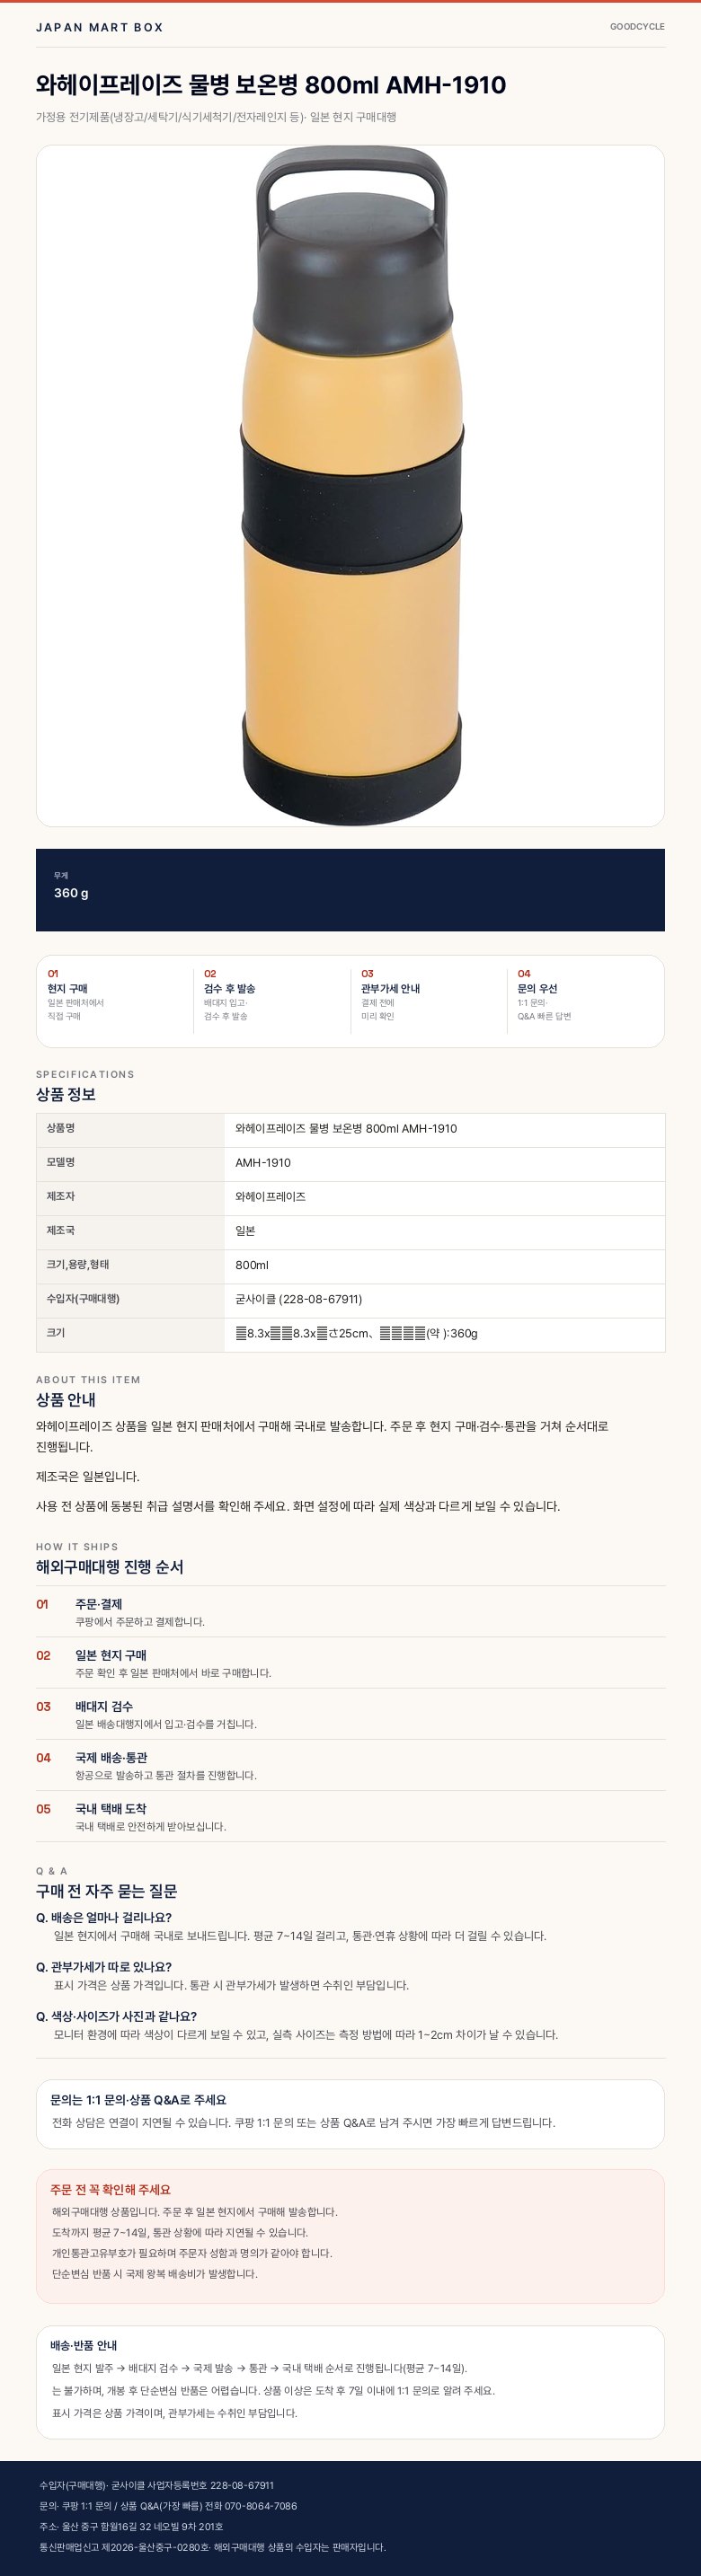 JAPAN MART BOX
GOODCYCLE
와헤이프레이즈 물병 보온병 800ml AMH-1910
가정용 전기제품(냉장고/세탁기/식기세척기/전자레인지 등)· 일본 현지 구매대행
무게
360 g
01
현지 구매
일본 판매처에서
직접 구매
02
검수 후 발송
배대지 입고·
검수 후 발송
03
관부가세 안내
결제 전에
미리 확인
04
문의 우선
1:1 문의·
Q&A 빠른 답변
SPECIFICATIONS
상품 정보
상품명 와헤이프레이즈 물병 보온병 800ml AMH-1910
모델명 AMH-1910
제조자 와헤이프레이즈
제조국 일본
크기,용량,형태 800ml
수입자(구매대행) 굳사이클 (228-08-67911)
크기 8.3x8.3xさ25cm、(약 ):360g
ABOUT THIS ITEM
상품 안내
와헤이프레이즈 상품을 일본 현지 판매처에서 구매해 국내로 발송합니다. 주문 후 현지 구매·검수·통관을 거쳐 순서대로
진행됩니다.
제조국은 일본입니다.
사용 전 상품에 동봉된 취급 설명서를 확인해 주세요. 화면 설정에 따라 실제 색상과 다르게 보일 수 있습니다.
HOW IT SHIPS
해외구매대행 진행 순서
01 주문·결제
쿠팡에서 주문하고 결제합니다.
02 일본 현지 구매
주문 확인 후 일본 판매처에서 바로 구매합니다.
03 배대지 검수
일본 배송대행지에서 입고·검수를 거칩니다.
04 국제 배송·통관
항공으로 발송하고 통관 절차를 진행합니다.
05 국내 택배 도착
국내 택배로 안전하게 받아보십니다.
Q & A
구매 전 자주 묻는 질문
Q. 배송은 얼마나 걸리나요?
일본 현지에서 구매해 국내로 보내드립니다. 평균 7~14일 걸리고, 통관·연휴 상황에 따라 더 걸릴 수 있습니다.
Q. 관부가세가 따로 있나요?
표시 가격은 상품 가격입니다. 통관 시 관부가세가 발생하면 수취인 부담입니다.
Q. 색상·사이즈가 사진과 같나요?
모니터 환경에 따라 색상이 다르게 보일 수 있고, 실측 사이즈는 측정 방법에 따라 1~2cm 차이가 날 수 있습니다.
문의는 1:1 문의·상품 Q&A로 주세요
전화 상담은 연결이 지연될 수 있습니다. 쿠팡 1:1 문의 또는 상품 Q&A로 남겨 주시면 가장 빠르게 답변드립니다.
주문 전 꼭 확인해 주세요
해외구매대행 상품입니다. 주문 후 일본 현지에서 구매해 발송합니다.
도착까지 평균 7~14일, 통관 상황에 따라 지연될 수 있습니다.
개인통관고유부호가 필요하며 주문자 성함과 명의가 같아야 합니다.
단순변심 반품 시 국제 왕복 배송비가 발생합니다.
배송·반품 안내
일본 현지 발주 → 배대지 검수 → 국제 발송 → 통관 → 국내 택배 순서로 진행됩니다(평균 7~14일).
는 불가하며, 개봉 후 단순변심 반품은 어렵습니다. 상품 이상은 도착 후 7일 이내에 1:1 문의로 알려 주세요.
표시 가격은 상품 가격이며, 관부가세는 수취인 부담입니다.
수입자(구매대행)· 굳사이클 사업자등록번호 228-08-67911
문의· 쿠팡 1:1 문의 / 상품 Q&A(가장 빠름) 전화 070-8064-7086
주소· 울산 중구 함월16길 32 네오빌 9차 201호
통신판매업신고 제2026-울산중구-0280호· 해외구매대행 상품의 수입자는 판매자입니다.